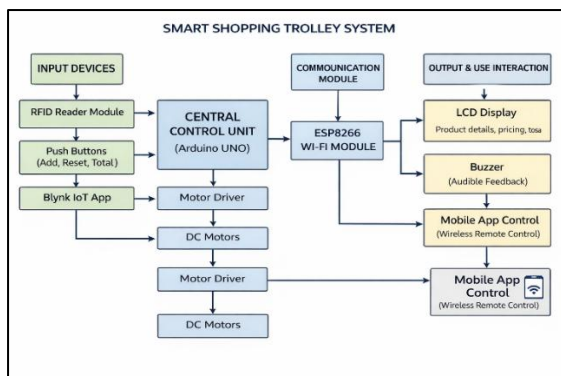 SMART SHOPPING TROLLEY SYSTEM
INPUT DEVICES
RFID Reader Module
Push Buttons
(Add, Reset, Total)
Blynk IoT App
CENTRAL
CONTROL UNIT
(Arduino UNO)
Motor Driver
DC Motors
Motor Driver
DC Motors
COMMOUNICATION
MODULE
ESP8266
WI-FI MODULE
OUTPUT & USE INTERACTION
LCD Display
Product details, pricing, tosa
Buzzer
(Audible Feedback)
Mobile App Control
(Wireless Remote Control)
Mobile App
Control
(Wireless Remote Control)